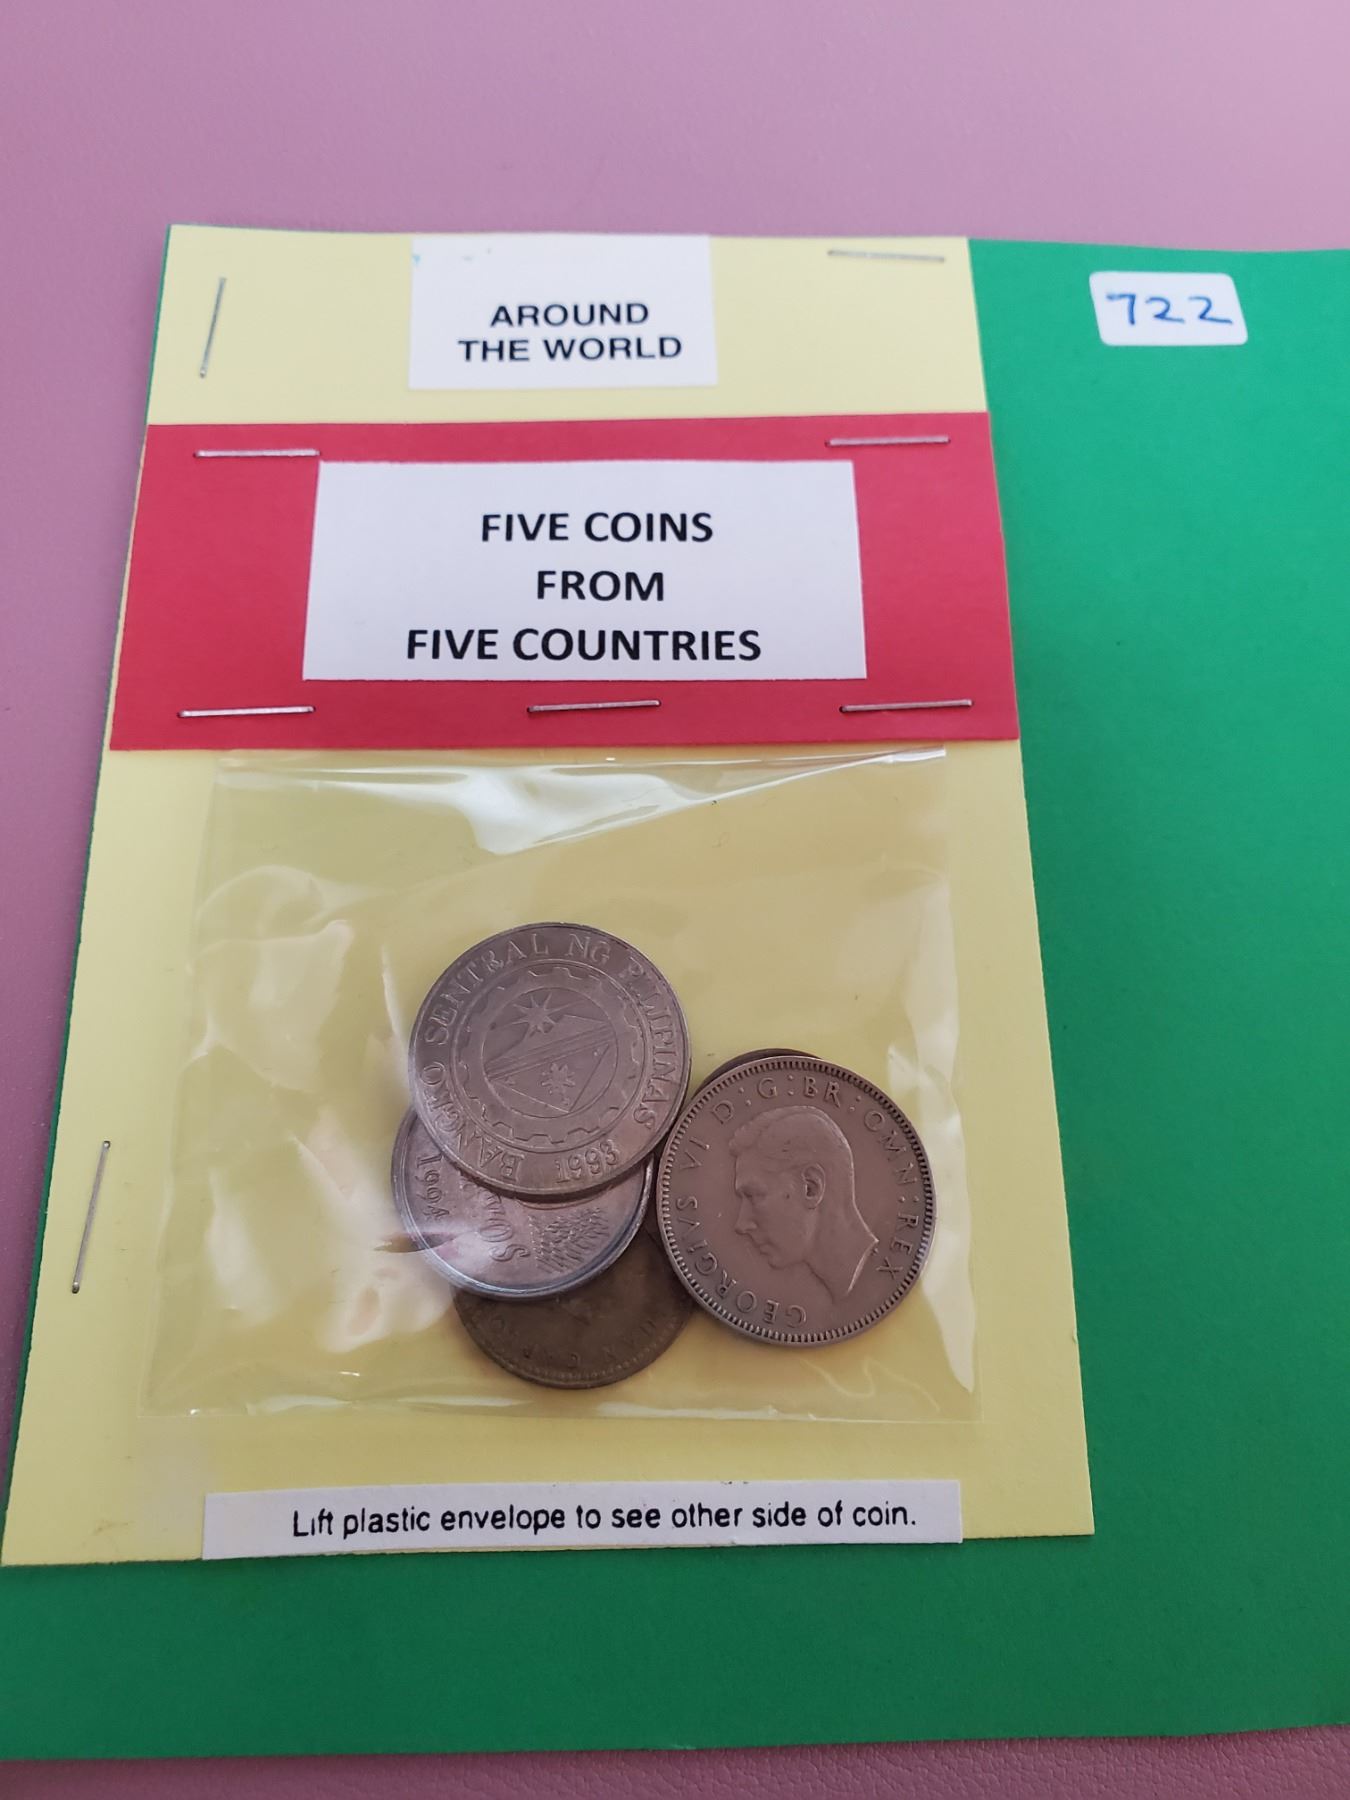 722
AROUND
THE WORLD
FIVE COINS
FROM
FIVE COUNTRIES
BANGKO SENTRAL NG PILIPINAS
1993
1994
GEORGIVS VI D:G:BR:OMN:REX
Lift plastic envelope to see other side of coin.